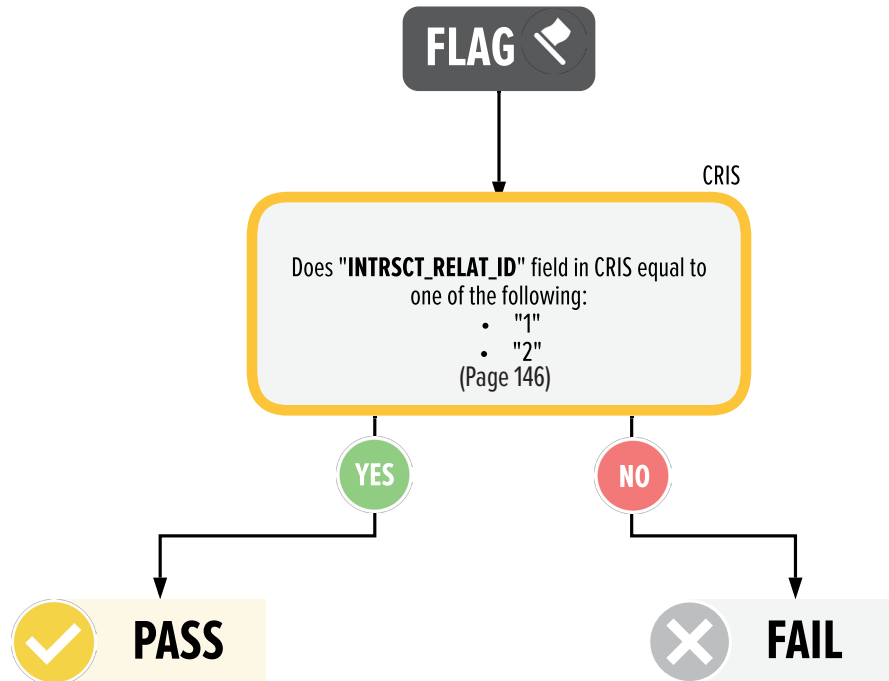 FLAG
CRIS
Does "INTRSCT_RELAT_ID" field in CRIS equal to
one of the following:
• "1"
• "2"
(Page 146)
YES
NO
PASS
FAIL